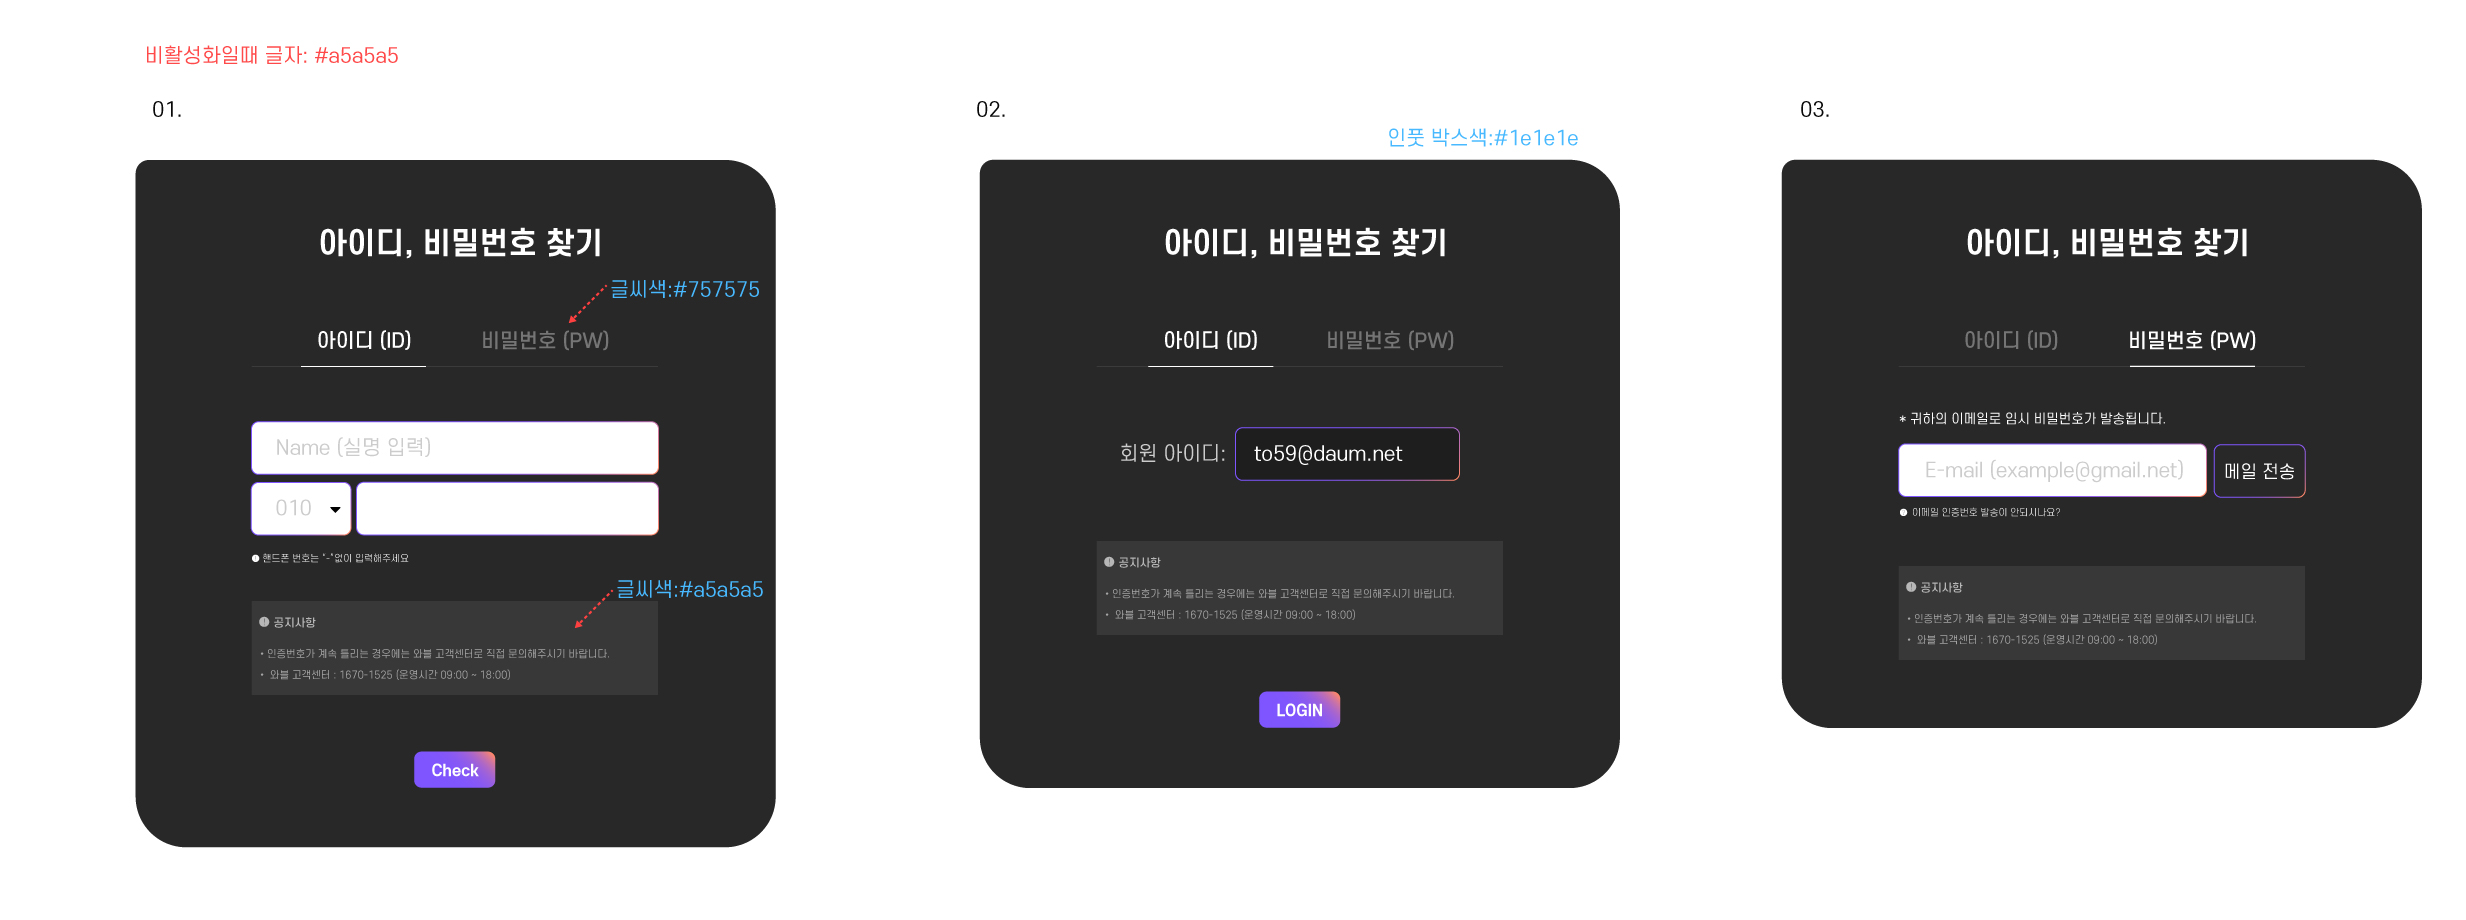 비활성화일때 글자: #a5a5a5
01.
아이디, 비밀번호 찾기
글씨색:#757575
아이디 (ID)
비밀번호 (PW)
Name (실명 입력)
010
핸드폰 번호는 "-"없이 입력해주세요
글씨색:#a5a5a5
공지사항
• 인증번호가 계속 틀리는 경우에는 와블 고객센터로 직접 문의해주시기 바랍니다.
• 와블 고객센터 : 1670-1525 (운영시간 09:00 ~ 18:00)
Check
02.
인풋 박스색:#1e1e1e
아이디, 비밀번호 찾기
아이디 (ID)
비밀번호 (PW)
회원 아이디:
to59@daum.net
공지사항
• 인증번호가 계속 틀리는 경우에는 와블 고객센터로 직접 문의해주시기 바랍니다.
• 와블 고객센터 : 1670-1525 (운영시간 09:00 ~ 18:00)
LOGIN
03.
아이디, 비밀번호 찾기
아이디 (ID)
비밀번호 (PW)
* 귀하의 이메일로 임시 비밀번호가 발송됩니다.
E-mail (example@gmail.net)
메일 전송
이메일 인증번호 발송이 안되시나요?
공지사항
• 인증번호가 계속 틀리는 경우에는 와블 고객센터로 직접 문의해주시기 바랍니다.
• 와블 고객센터 : 1670-1525 (운영시간 09:00 ~ 18:00)